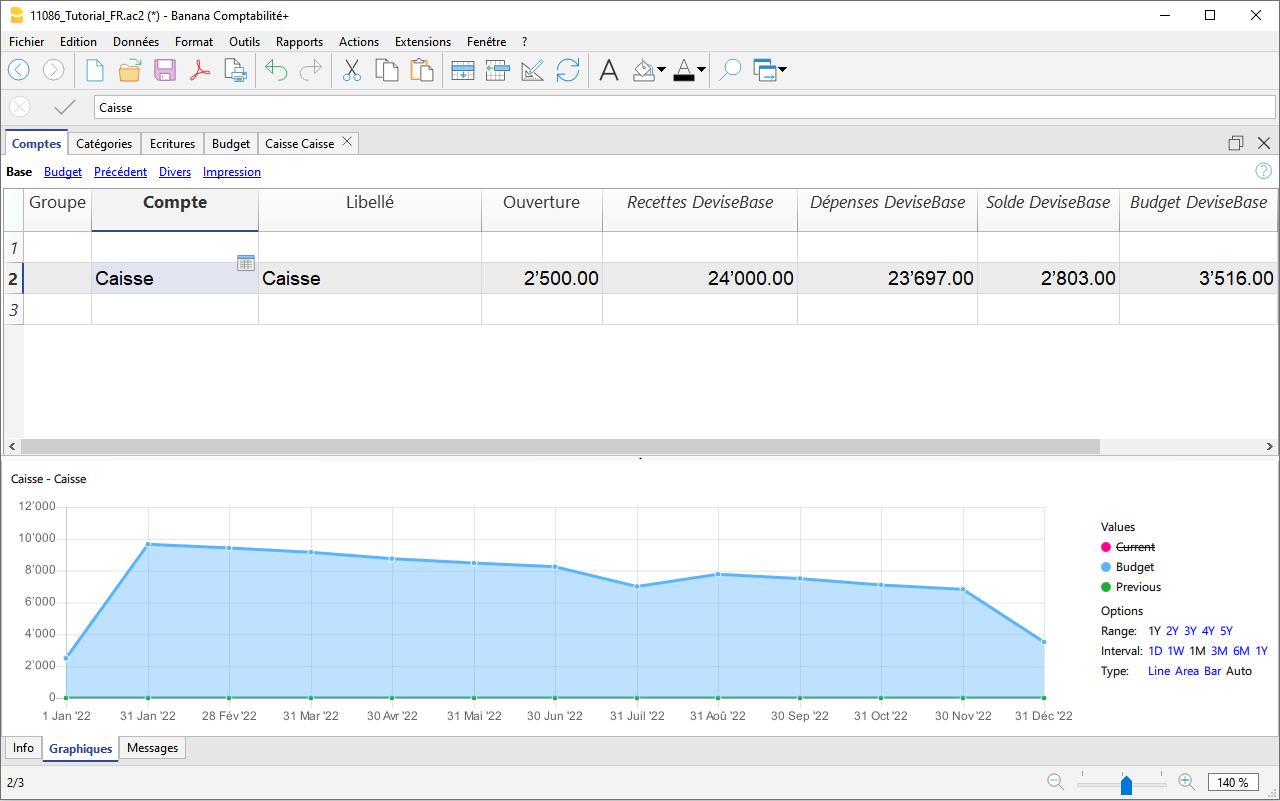 11086_Tutorial_FR.ac2 (*) - Banana Comptabilité+
Fichier Edition Données Format Outils Rapports Actions Extensions Fenêtre ?
Caisse
Comptes Catégories Ecritures Budget Caisse Caisse
Base Budget Précédent Divers Impression
Groupe Compte Libellé Ouverture Recettes DeviseBase Dépenses DeviseBase Solde DeviseBase Budget DeviseBase
1
2 Caisse Caisse 2’500.00 24’000.00 23’697.00 2’803.00 3’516.00
3
Caisse - Caisse
12’000
10’000
8’000
6’000
4’000
2’000
0
1 Jan '22 31 Jan '22 28 Fév '22 31 Mar '22 30 Avr '22 31 Mai '22 30 Jun '22 31 Juil '22 31 Aoû '22 30 Sep '22 31 Oct '22 30 Nov '22 31 Déc '22
Values
Current
Budget
Previous
Options
Range: 1Y 2Y 3Y 4Y 5Y
Interval: 1D 1W 1M 3M 6M 1Y
Type: Line Area Bar Auto
Info Graphiques Messages
2/3 140 %